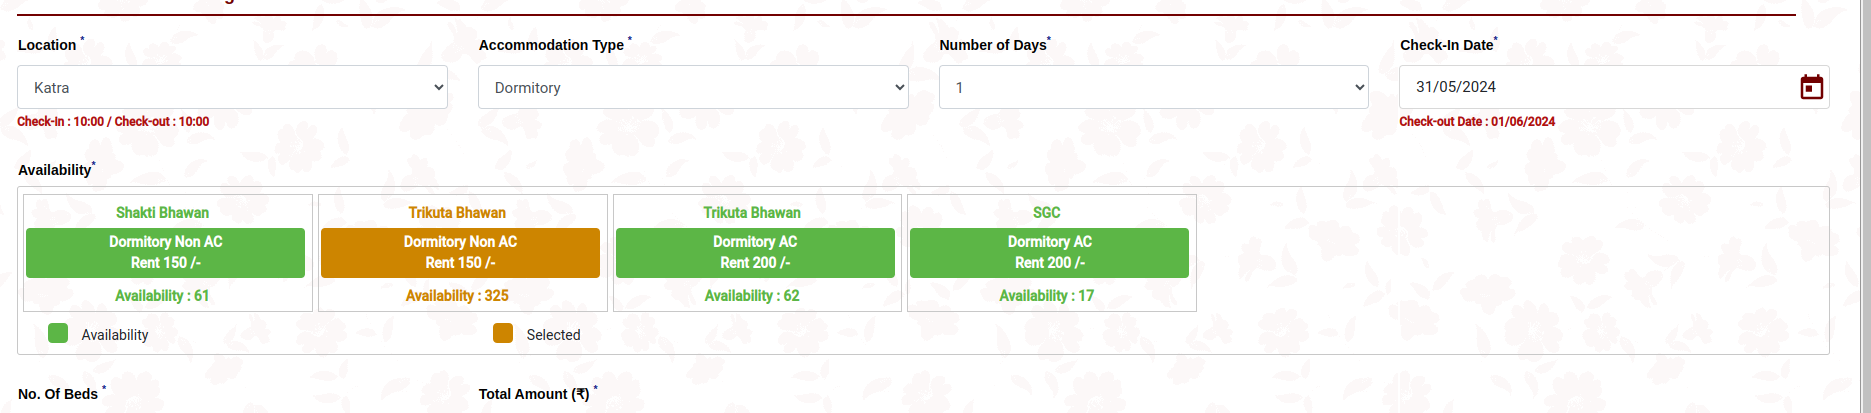 Location *
Accommodation Type *
Number of Days*
Check-In Date*
Katra
Dormitory
1
31/05/2024
Check-In : 10:00 / Check-out : 10:00
Check-out Date : 01/06/2024
Availability*
Shakti Bhawan
Dormitory Non AC
Rent 150 /-
Availability : 61
Trikuta Bhawan
Dormitory Non AC
Rent 150 /-
Availability : 325
Trikuta Bhawan
Dormitory AC
Rent 200 /-
Availability : 62
SGC
Dormitory AC
Rent 200 /-
Availability : 17
Availability
Selected
No. Of Beds *
Total Amount (₹) *